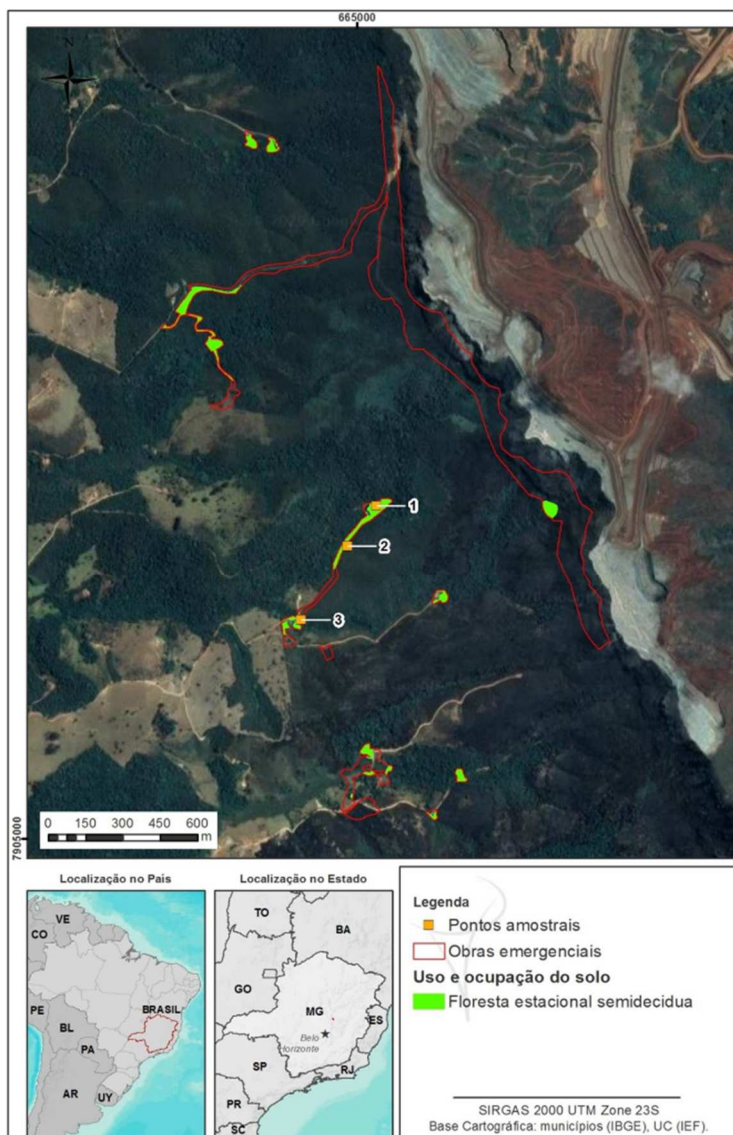 665000
N
1
2
3
0 150 300 450 600
m
7905000
Localização no País
VE
CO
PE
BRASIL
BL
PA
AR
UY
Localização no Estado
TO
BA
GO
MG
ES
Belo
Horizonte
SP
RJ
PR
SC
Legenda
Pontos amostrais
Obras emergenciais
Uso e ocupação do solo
Floresta estacional semidecidua
SIRGAS 2000 UTM Zone 23S
Base Cartográfica: municípios (IBGE), UC (IEF).